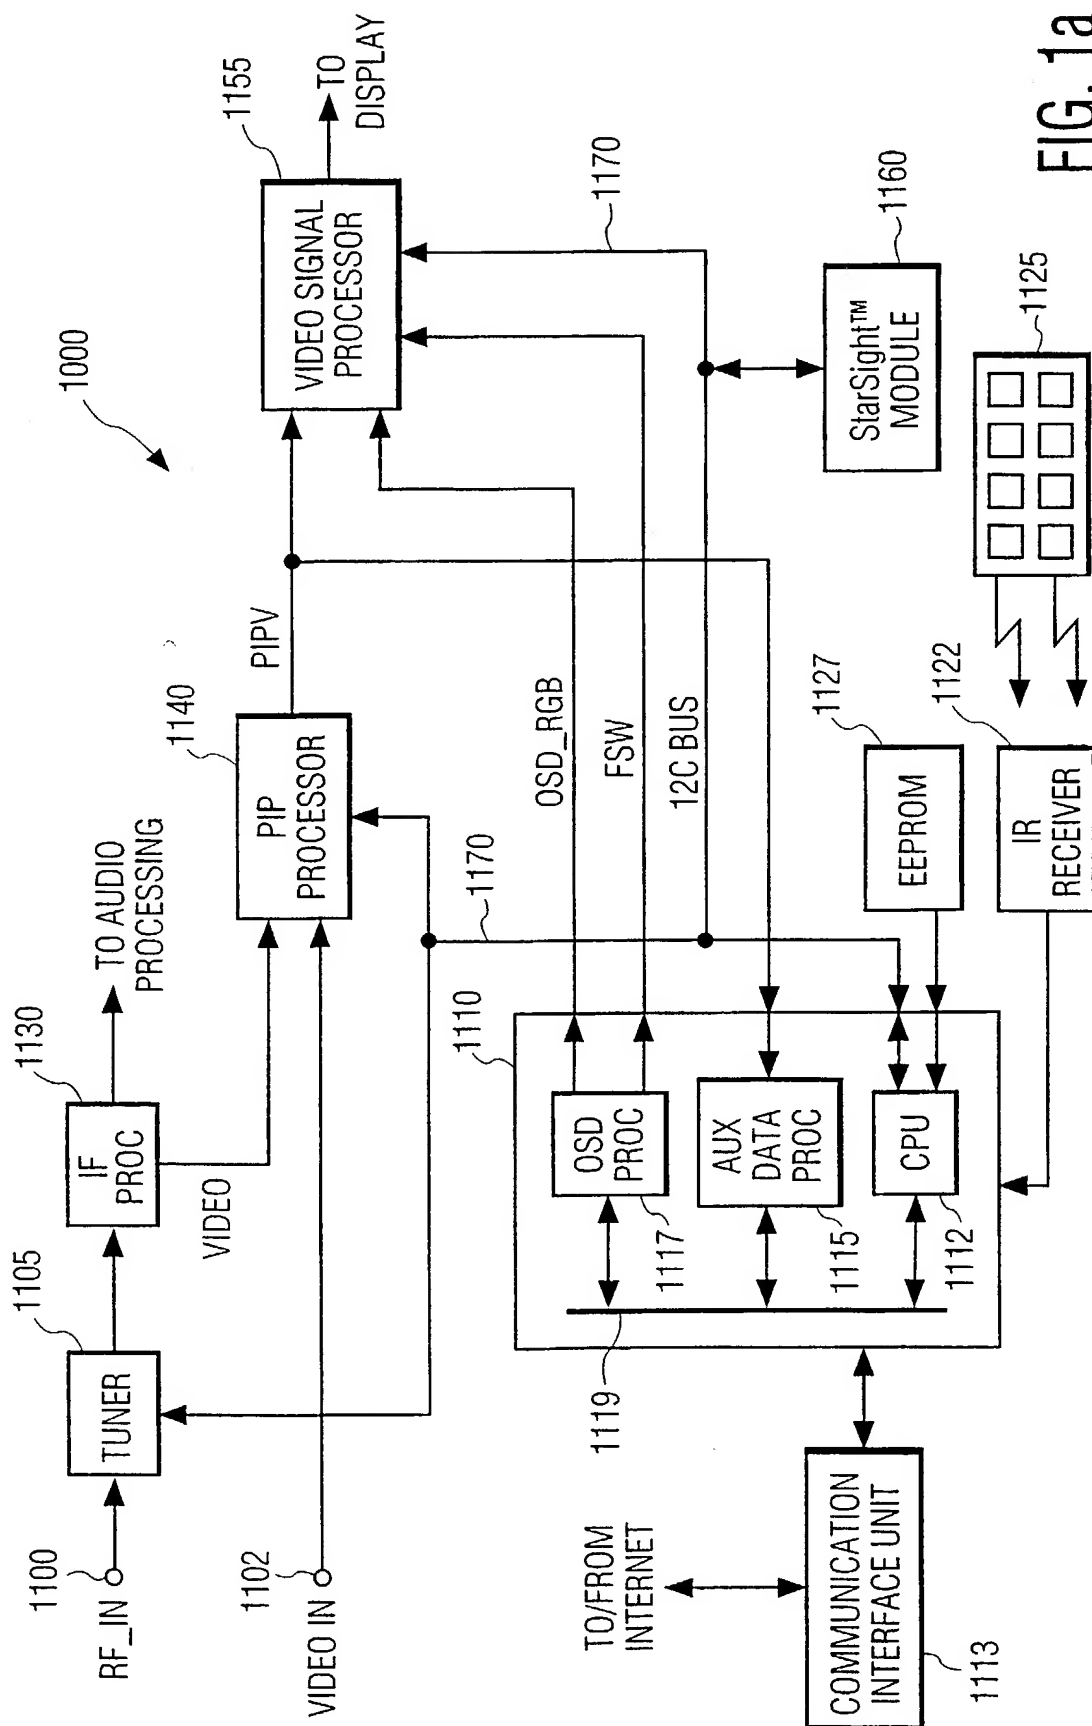 1000
1100
RF_IN
1105
TUNER
1130
IF
PROC
TO AUDIO
PROCESSING
VIDEO
1102
VIDEO IN
1140
PIP
PROCESSOR
PIPV
1155
VIDEO SIGNAL
PROCESSOR
TO
DISPLAY
1170
OSD_RGB
FSW
12C BUS
1170
1110
OSD
PROC
1117
AUX
DATA
PROC
1115
CPU
1112
1119
TO/FROM
INTERNET
COMMUNICATION
INTERFACE UNIT
1113
EEPROM
1127
IR
RECEIVER
1122
StarSight™
MODULE
1160
1125
FIG. 1a